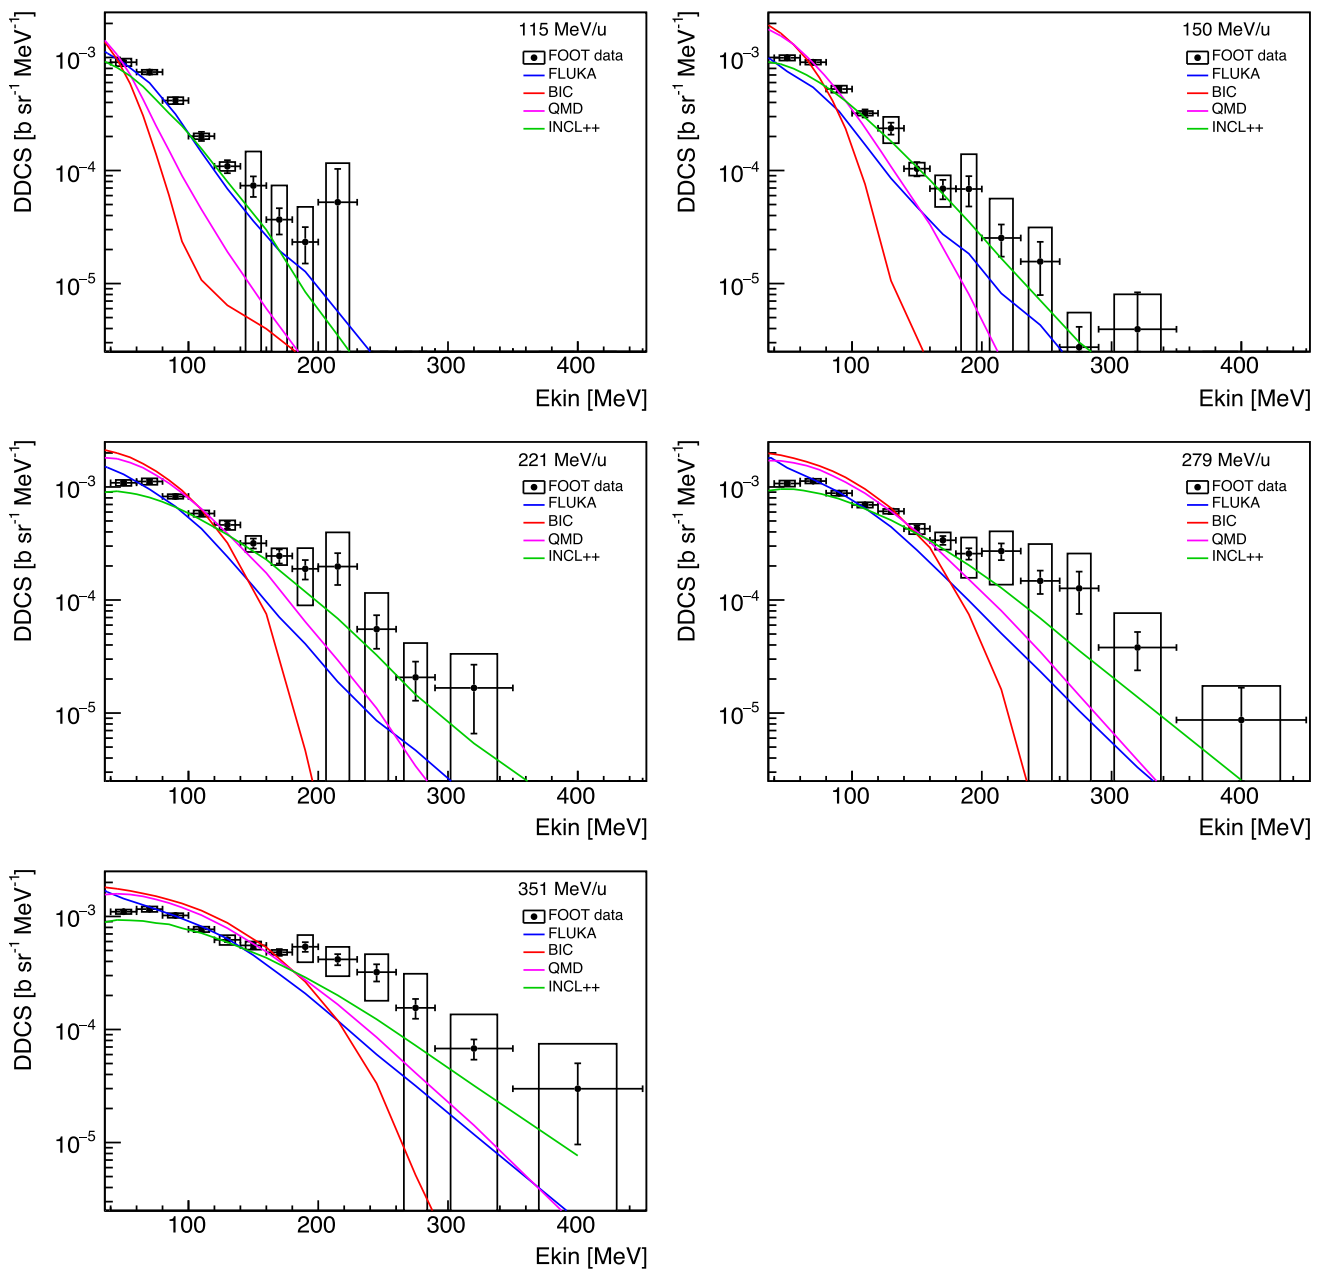 115 MeV/u
FOOT data
FLUKA
BIC
QMD
INCL++
DDCS [b sr⁻¹ MeV⁻¹]
10⁻³
10⁻⁴
10⁻⁵
100 200 300 400
Ekin [MeV]
150 MeV/u
FOOT data
FLUKA
BIC
QMD
INCL++
DDCS [b sr⁻¹ MeV⁻¹]
10⁻³
10⁻⁴
10⁻⁵
100 200 300 400
Ekin [MeV]
221 MeV/u
FOOT data
FLUKA
BIC
QMD
INCL++
DDCS [b sr⁻¹ MeV⁻¹]
10⁻³
10⁻⁴
10⁻⁵
100 200 300 400
Ekin [MeV]
279 MeV/u
FOOT data
FLUKA
BIC
QMD
INCL++
DDCS [b sr⁻¹ MeV⁻¹]
10⁻³
10⁻⁴
10⁻⁵
100 200 300 400
Ekin [MeV]
351 MeV/u
FOOT data
FLUKA
BIC
QMD
INCL++
DDCS [b sr⁻¹ MeV⁻¹]
10⁻³
10⁻⁴
10⁻⁵
100 200 300 400
Ekin [MeV]